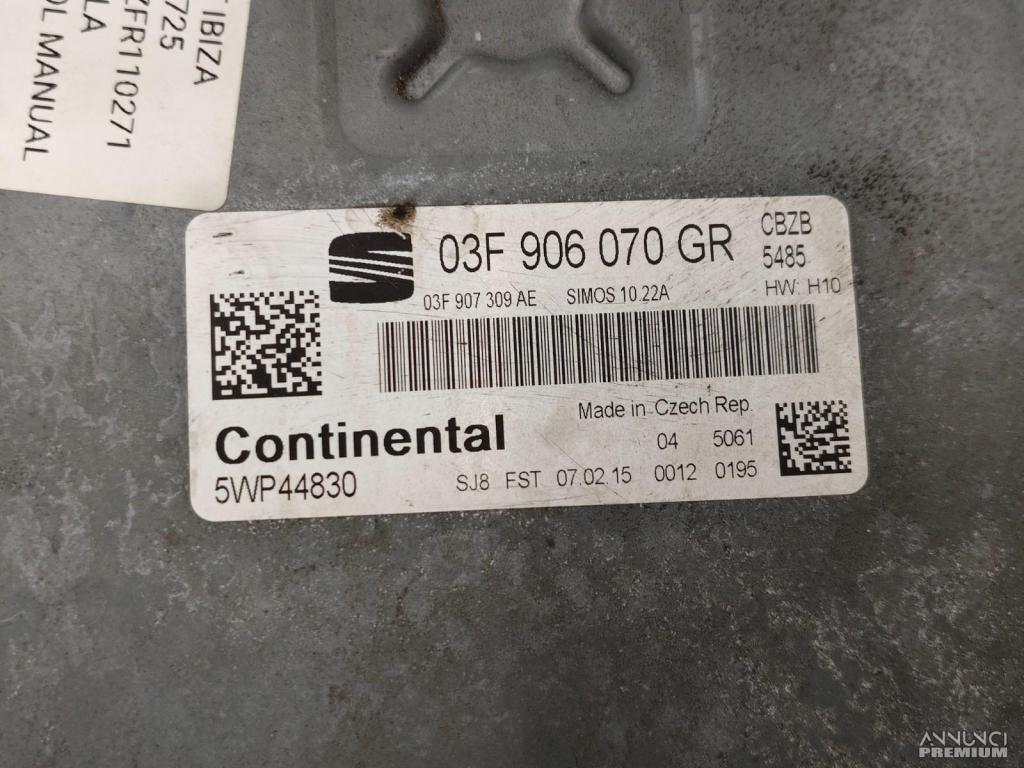 IBIZA
725
LA
ZFR110271
OL MANUAL
03F 906 070 GR
CBZB
5485
HW: H10
03F 907 309 AE SIMOS 10.22A
Made in Czech Rep.
Continental
04 5061
5WP44830
SJ8 FST 07.02.15 0012 0195
ANNUNCI
PREMIUM